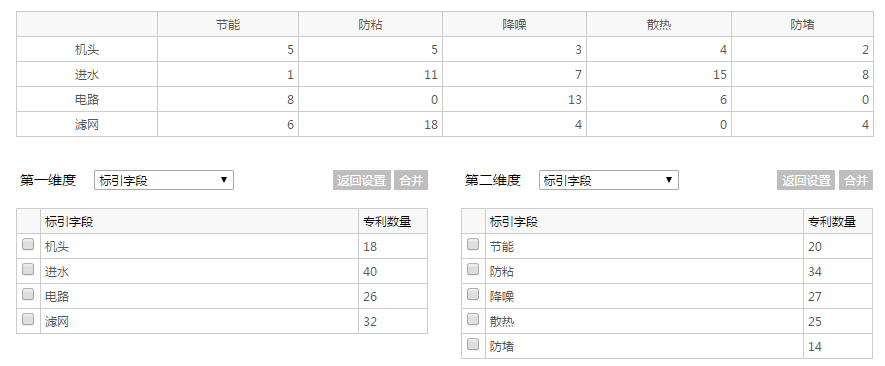 节能 防粘 降噪 散热 防堵
机头 5 5 3 4 2
进水 1 11 7 15 8
电路 8 0 13 6 0
滤网 6 18 4 0 4
第一维度 标引字段 返回设置 合并 第二维度 标引字段 返回设置 合并
标引字段 专利数量 标引字段 专利数量
机头 18 节能 20
进水 40 防粘 34
电路 26 降噪 27
滤网 32 散热 25
防堵 14